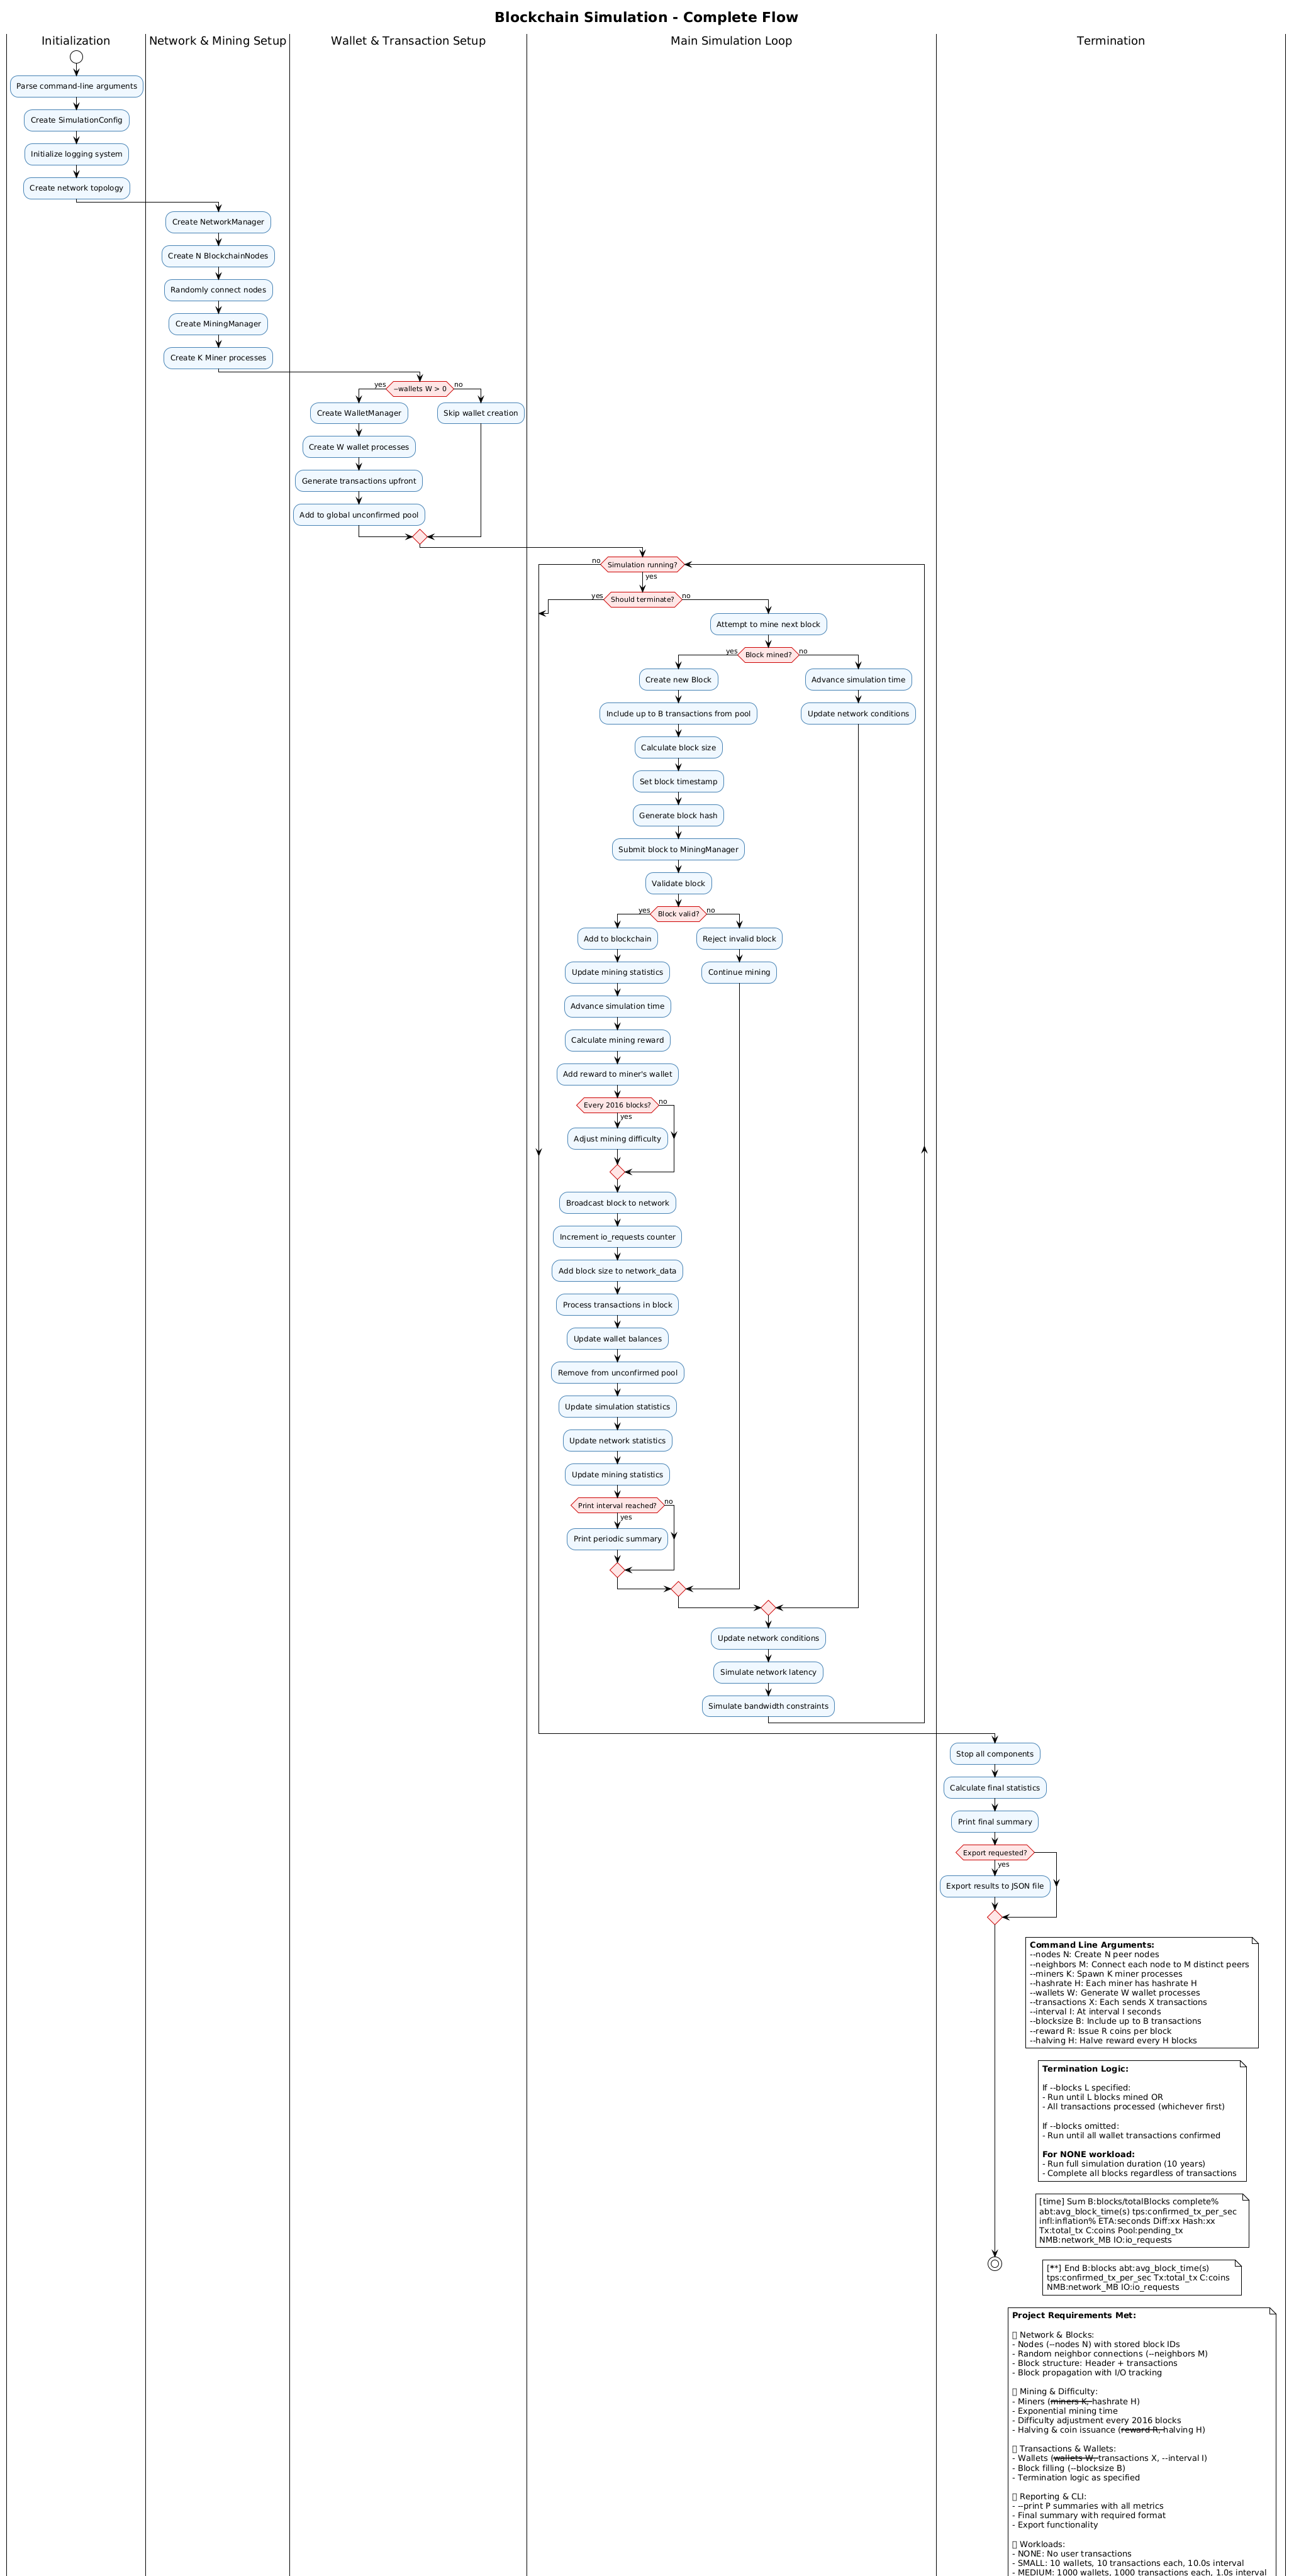 Blockchain Simulation - Complete Flow
Initialization
Network & Mining Setup
Wallet & Transaction Setup
Main Simulation Loop
Termination
Parse command-line arguments
Create SimulationConfig
Initialize logging system
Create network topology
Create NetworkManager
Create N BlockchainNodes
Randomly connect nodes
Create MiningManager
Create K Miner processes
--wallets W > 0
yes
no
Create WalletManager
Skip wallet creation
Create W wallet processes
Generate transactions upfront
Add to global unconfirmed pool
no
Simulation running?
yes
yes
Should terminate?
no
Attempt to mine next block
yes
Block mined?
no
Create new Block
Advance simulation time
Include up to B transactions from pool
Update network conditions
Calculate block size
Set block timestamp
Generate block hash
Submit block to MiningManager
Validate block
yes
Block valid?
no
Add to blockchain
Reject invalid block
Update mining statistics
Continue mining
Advance simulation time
Calculate mining reward
Add reward to miner's wallet
Every 2016 blocks?
no
yes
Adjust mining difficulty
Broadcast block to network
Increment io_requests counter
Add block size to network_data
Process transactions in block
Update wallet balances
Remove from unconfirmed pool
Update simulation statistics
Update network statistics
Update mining statistics
Print interval reached?
no
yes
Print periodic summary
Update network conditions
Simulate network latency
Simulate bandwidth constraints
Stop all components
Calculate final statistics
Print final summary
Export requested?
yes
Export results to JSON file
Command Line Arguments:
--nodes N: Create N peer nodes
--neighbors M: Connect each node to M distinct peers
--miners K: Spawn K miner processes
--hashrate H: Each miner has hashrate H
--wallets W: Generate W wallet processes
--transactions X: Each sends X transactions
--interval I: At interval I seconds
--blocksize B: Include up to B transactions
--reward R: Issue R coins per block
--halving H: Halve reward every H blocks
Termination Logic:
If --blocks L specified:
- Run until L blocks mined OR
- All transactions processed (whichever first)
If --blocks omitted:
- Run until all wallet transactions confirmed
For NONE workload:
- Run full simulation duration (10 years)
- Complete all blocks regardless of transactions
[time] Sum B:blocks/totalBlocks complete%
abt:avg_block_time(s) tps:confirmed_tx_per_sec
infl:inflation% ETA:seconds Diff:xx Hash:xx
Tx:total_tx C:coins Pool:pending_tx
NMB:network_MB IO:io_requests
[**] End B:blocks abt:avg_block_time(s)
tps:confirmed_tx_per_sec Tx:total_tx C:coins
NMB:network_MB IO:io_requests
Project Requirements Met:
Network & Blocks:
- Nodes (--nodes N) with stored block IDs
- Random neighbor connections (--neighbors M)
- Block structure: Header + transactions
- Block propagation with I/O tracking
Mining & Difficulty:
- Miners (miners K, hashrate H)
- Exponential mining time
- Difficulty adjustment every 2016 blocks
- Halving & coin issuance (reward R, halving H)
Transactions & Wallets:
- Wallets (wallets W, transactions X, --interval I)
- Block filling (--blocksize B)
- Termination logic as specified
Reporting & CLI:
- --print P summaries with all metrics
- Final summary with required format
- Export functionality
Workloads:
- NONE: No user transactions
- SMALL: 10 wallets, 10 transactions each, 10.0s interval
- MEDIUM: 1000 wallets, 1000 transactions each, 1.0s interval